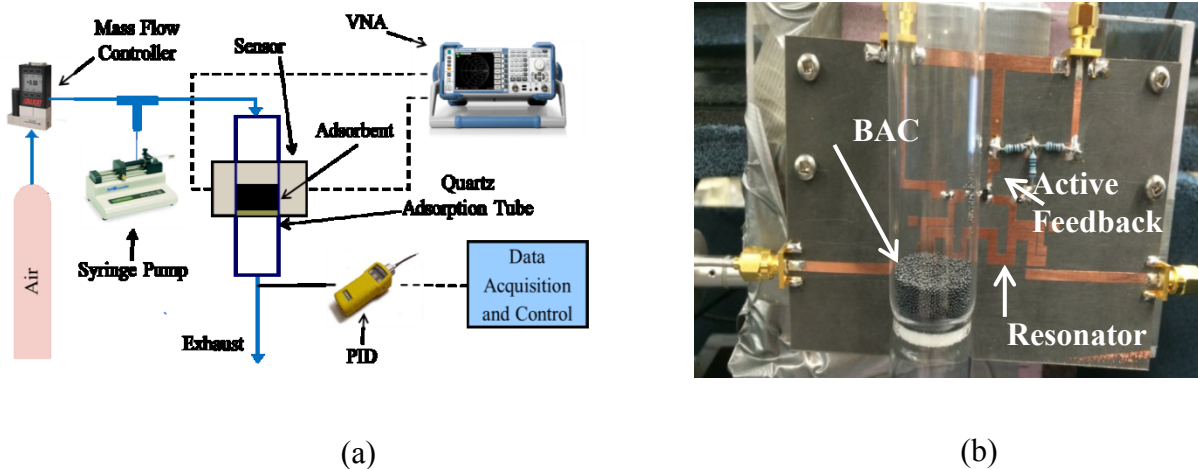 Mass Flow
Controller
VNA
Sensor
Adsorbent
Quartz
Adsorption Tube
Syringe Pump
Air
Data
Acquisition
and Control
Exhaust
PID
(a)
BAC
Active
Feedback
Resonator
(b)